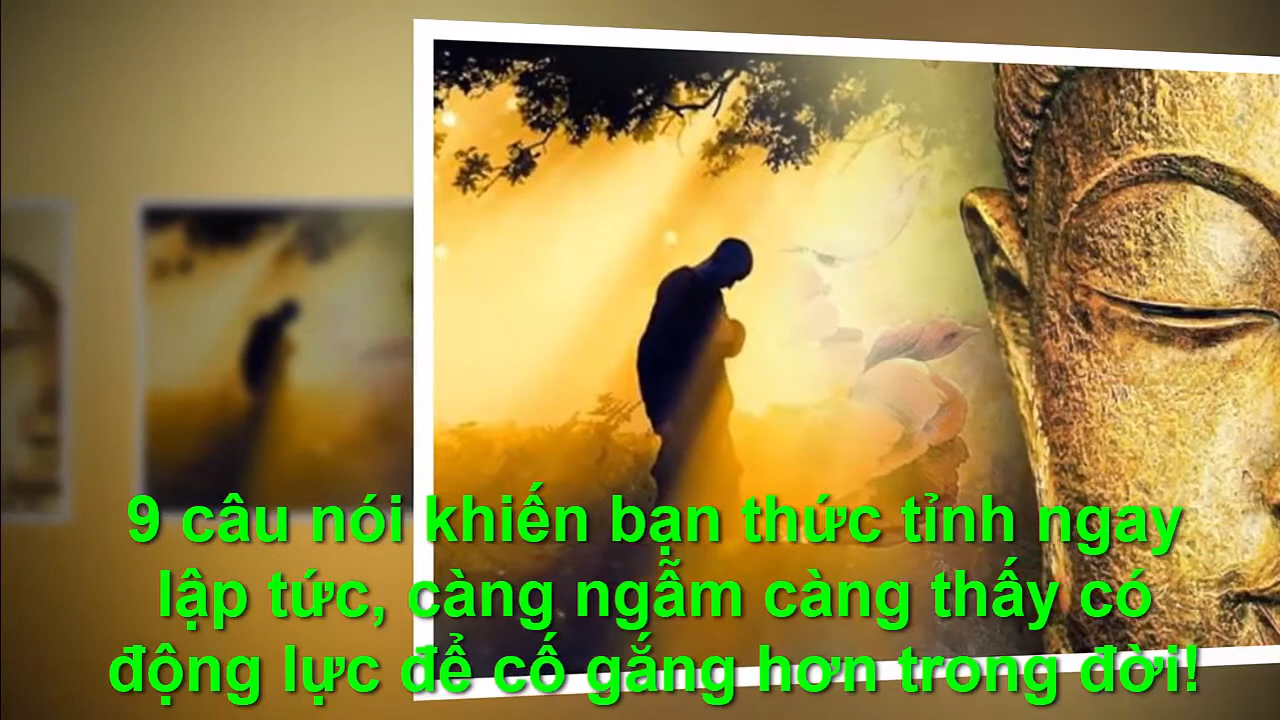 9 câu nói khiến bạn thức tỉnh ngay
lập tức, càng ngẫm càng thấy có
động lực để cố gắng hơn trong đời!